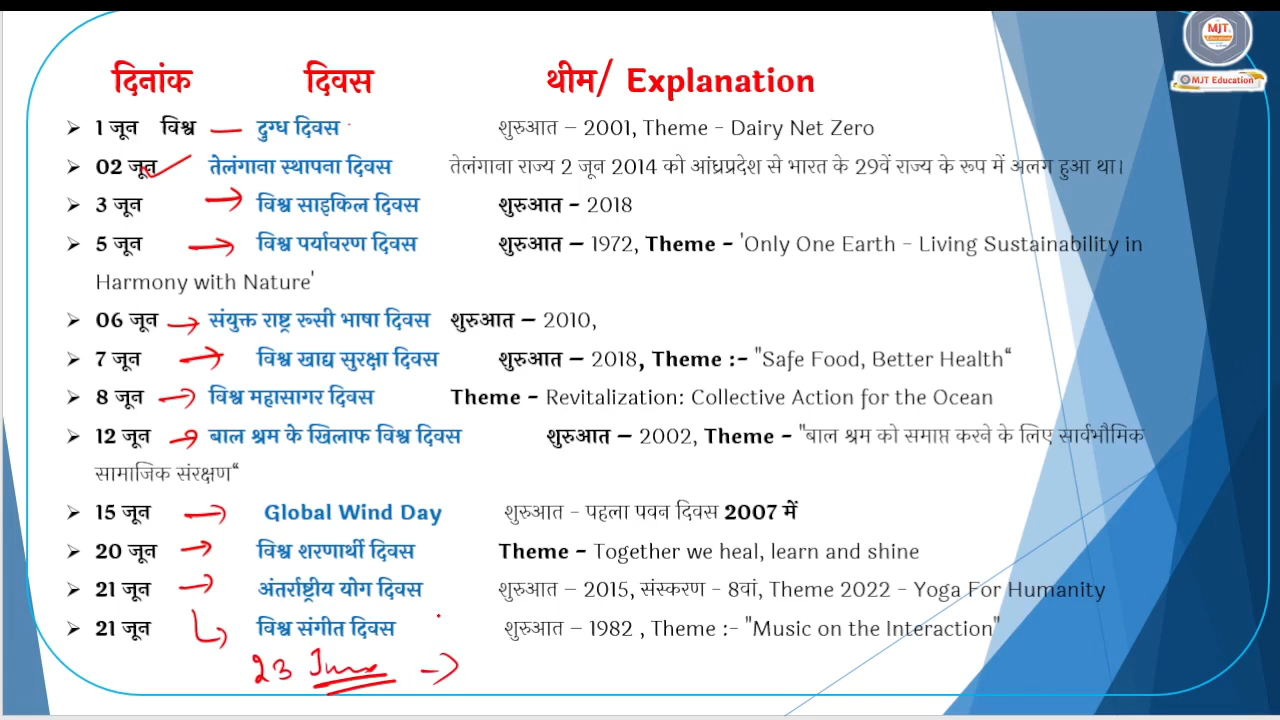 MJT
Education
MJT Education
दिनांक दिवस थीम/ Explanation
➤ 1 जून विश्व दुग्ध दिवस शुरुआत – 2001, Theme - Dairy Net Zero
➤ 02 जून तेलंगाना स्थापना दिवस तेलंगाना राज्य 2 जून 2014 को आंध्रप्रदेश से भारत के 29वें राज्य के रूप में अलग हुआ था।
➤ 3 जून विश्व साइकिल दिवस शुरुआत - 2018
➤ 5 जून विश्व पर्यावरण दिवस शुरुआत – 1972, Theme - 'Only One Earth - Living Sustainability in
Harmony with Nature'
➤ 06 जून संयुक्त राष्ट्र रूसी भाषा दिवस शुरुआत – 2010,
➤ 7 जून विश्व खाद्य सुरक्षा दिवस शुरुआत – 2018, Theme :- "Safe Food, Better Health“
➤ 8 जून विश्व महासागर दिवस Theme - Revitalization: Collective Action for the Ocean
➤ 12 जून बाल श्रम के खिलाफ विश्व दिवस शुरुआत – 2002, Theme - "बाल श्रम को समाप्त करने के लिए सार्वभौमिक
सामाजिक संरक्षण“
➤ 15 जून Global Wind Day शुरुआत - पहला पवन दिवस 2007 में
➤ 20 जून विश्व शरणार्थी दिवस Theme - Together we heal, learn and shine
➤ 21 जून अंतर्राष्ट्रीय योग दिवस शुरुआत – 2015, संस्करण - 8वां, Theme 2022 - Yoga For Humanity
➤ 21 जून विश्व संगीत दिवस शुरुआत – 1982 , Theme :- "Music on the Interaction"
23 June →